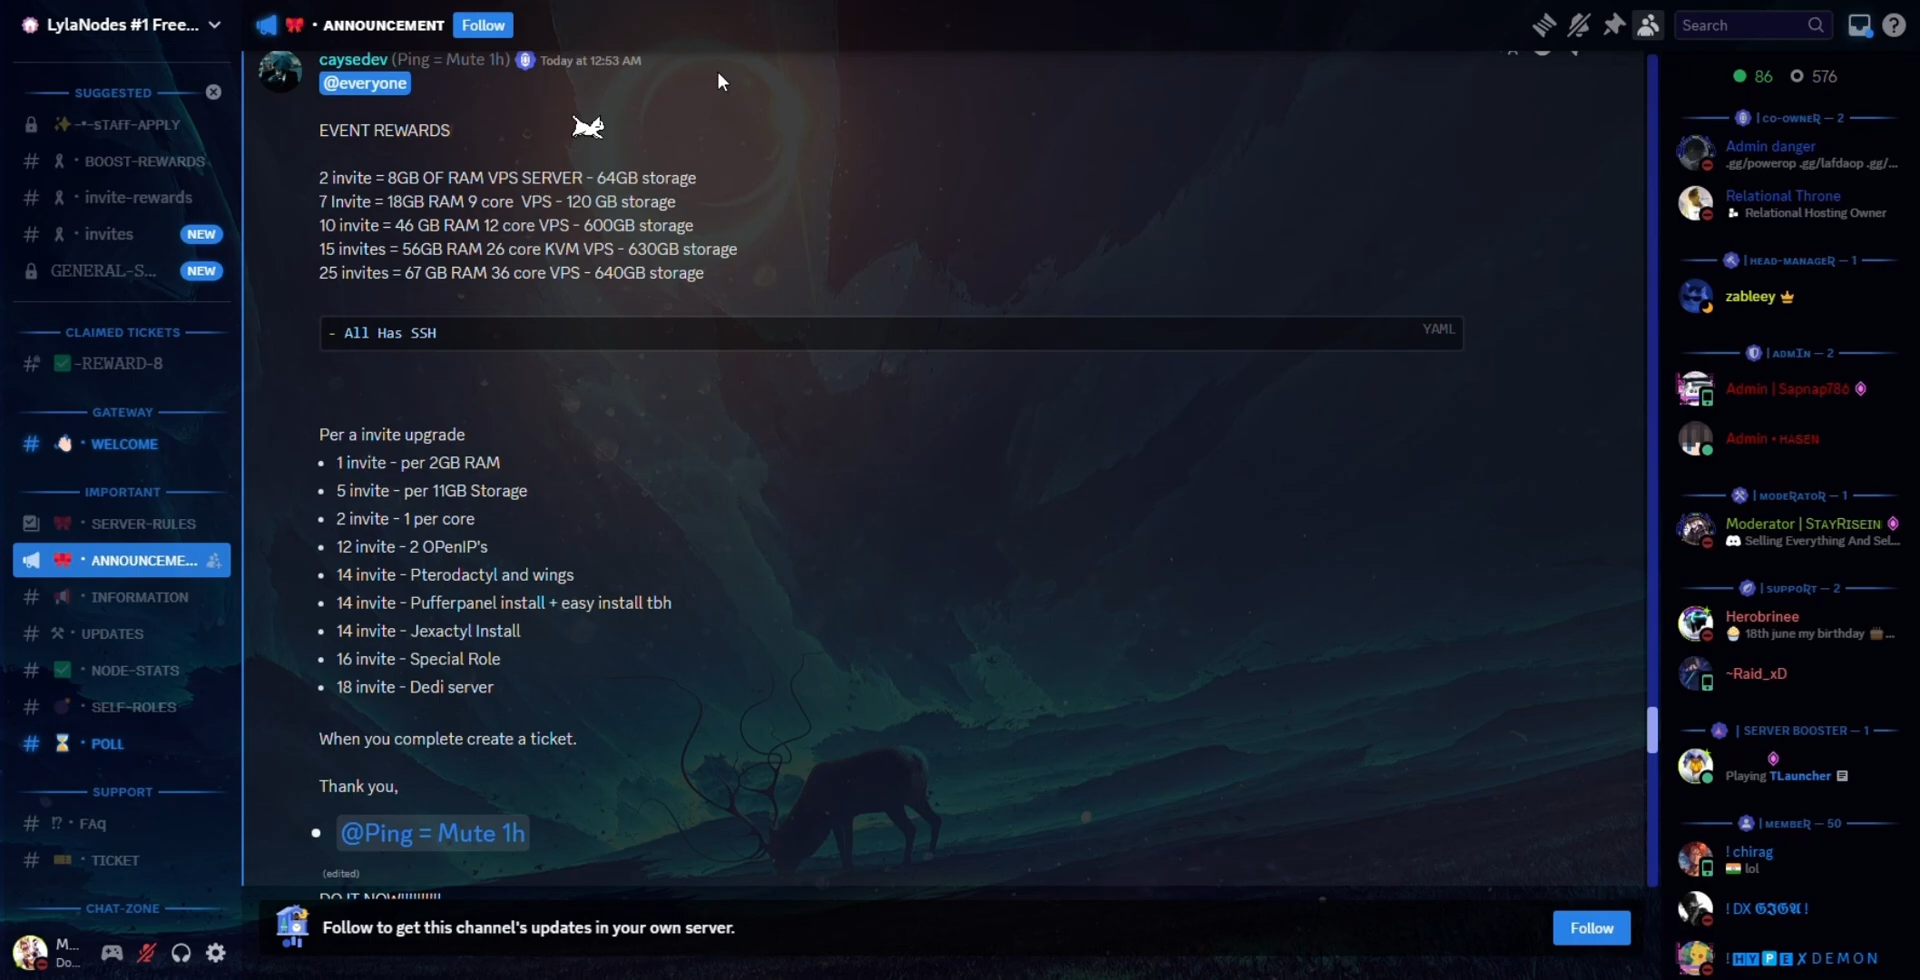 LylaNodes #1 Free...
SUGGESTED
-•-sTAFF-APPLY
BOOST-REWARDS
invite-rewards
invites
NEW
GENERAL-S...
NEW
CLAIMED TICKETS
-REWARD-8
GATEWAY
WELCOME
IMPORTANT
SERVER-RULES
ANNOUNCEME...
INFORMATION
UPDATES
NODE-STATS
SELF-ROLES
POLL
SUPPORT
FAq
TICKET
CHAT-ZONE
M...
Do...
ANNOUNCEMENT
Follow
Search
caysedev (Ping = Mute 1h) Today at 12:53 AM
@everyone
EVENT REWARDS
2 invite = 8GB OF RAM VPS SERVER - 64GB storage
7 Invite = 18GB RAM 9 core  VPS - 120 GB storage
10 invite = 46 GB RAM 12 core VPS - 600GB storage
15 invites = 56GB RAM 26 core KVM VPS - 630GB storage
25 invites = 67 GB RAM 36 core VPS - 640GB storage
- All Has SSH
YAML
Per a invite upgrade
• 1 invite - per 2GB RAM
• 5 invite - per 11GB Storage
• 2 invite - 1 per core
• 12 invite - 2 OPenIP's
• 14 invite - Pterodactyl and wings
• 14 invite - Pufferpanel install + easy install tbh
• 14 invite - Jexactyl Install
• 16 invite - Special Role
• 18 invite - Dedi server
When you complete create a ticket.
Thank you,
• @Ping = Mute 1h
(edited)
Follow to get this channel's updates in your own server.
Follow
86 576
| co-owneR — 2
Admin danger
.gg/powerop .gg/lafdaop .gg/...
Relational Throne
Relational Hosting Owner
| HEAD-MANAGeR — 1
zableey
| ADMIn — 2
Admin | Sapnap786
Admin • HASEN
| MODeRAToR — 1
Moderator | STAYRISEIN
Selling Everything And Sel...
| SUPPoRT — 2
Herobrinee
18th june my birthday ...
~Raid_xD
| SERVER BOOSTER — 1
Playing TLauncher
| MEMBeR — 50
! chirag
lol
! HYPE X DEMON